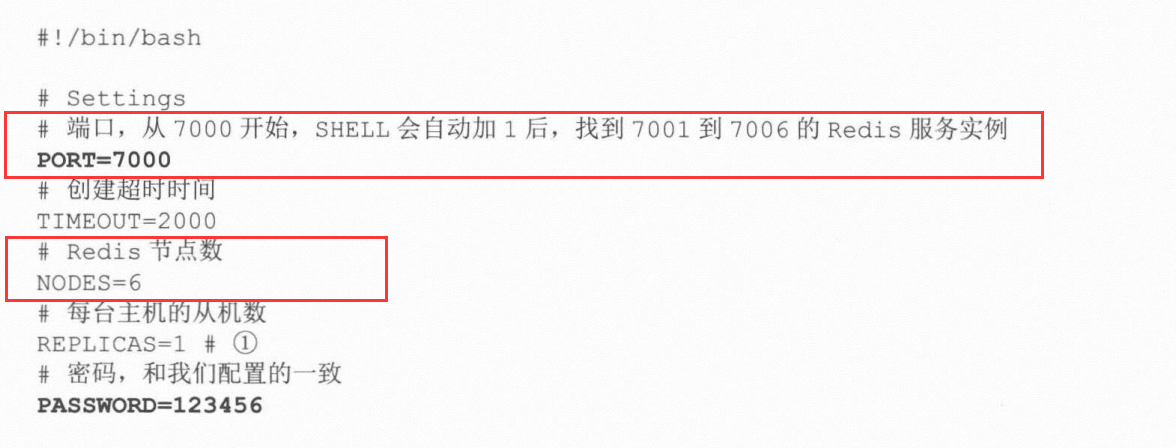 #!/bin/bash
# Settings
# 端口，从 7000 开始，SHELL 会自动加 1 后，找到 7001 到 7006 的 Redis 服务实例
PORT=7000
# 创建超时时间
TIMEOUT=2000
# Redis 节点数
NODES=6
# 每台主机的从机数
REPLICAS=1 # ①
# 密码，和我们配置的一致
PASSWORD=123456